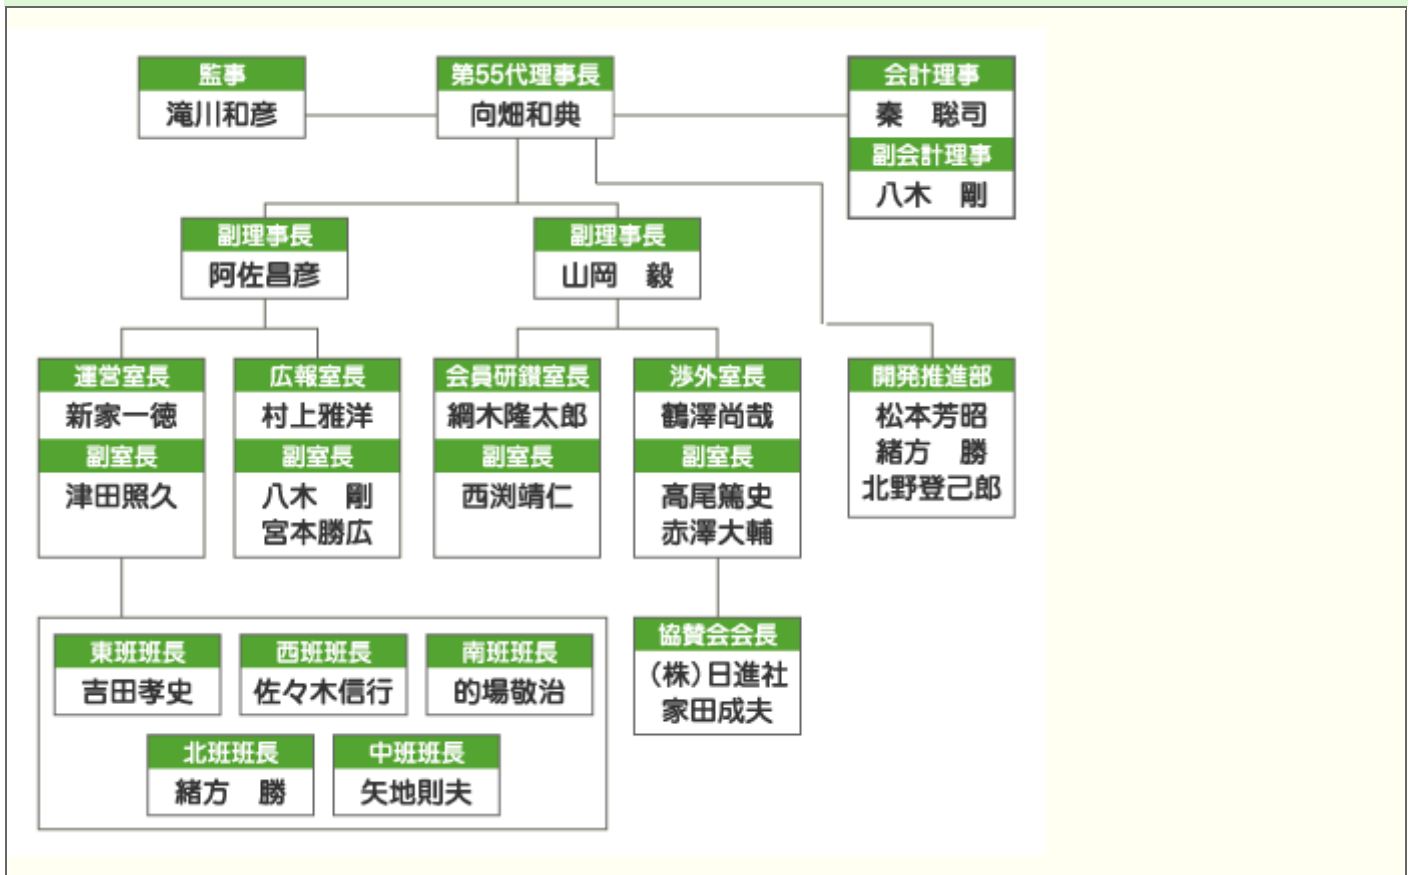 監事
滝川和彦
第55代理事長
向畑和典
会計理事
秦　聡司
副会計理事
八木　剛
副理事長
阿佐昌彦
副理事長
山岡　毅
運営室長
新家一徳
副室長
津田照久
広報室長
村上雅洋
副室長
八木　剛
宮本勝広
会員研鑚室長
綱木隆太郎
副室長
西渕靖仁
渉外室長
鶴澤尚哉
副室長
高尾篤史
赤澤大輔
開発推進部
松本芳昭
緒方　勝
北野登己郎
東班班長
吉田孝史
西班班長
佐々木信行
南班班長
的場敬治
北班班長
緒方　勝
中班班長
矢地則夫
協賛会会長
（株）日進社
家田成夫